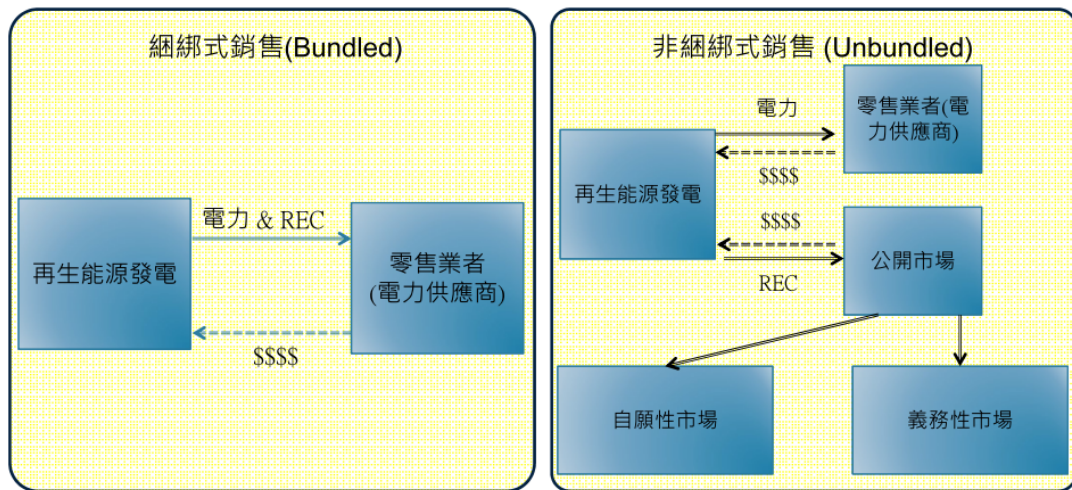 綑綁式銷售(Bundled)
再生能源發電
電力 & REC
$$$$
零售業者
(電力供應商)
非綑綁式銷售 (Unbundled)
再生能源發電
電力
$$$$
零售業者(電
力供應商)
$$$$
REC
公開市場
自願性市場
義務性市場